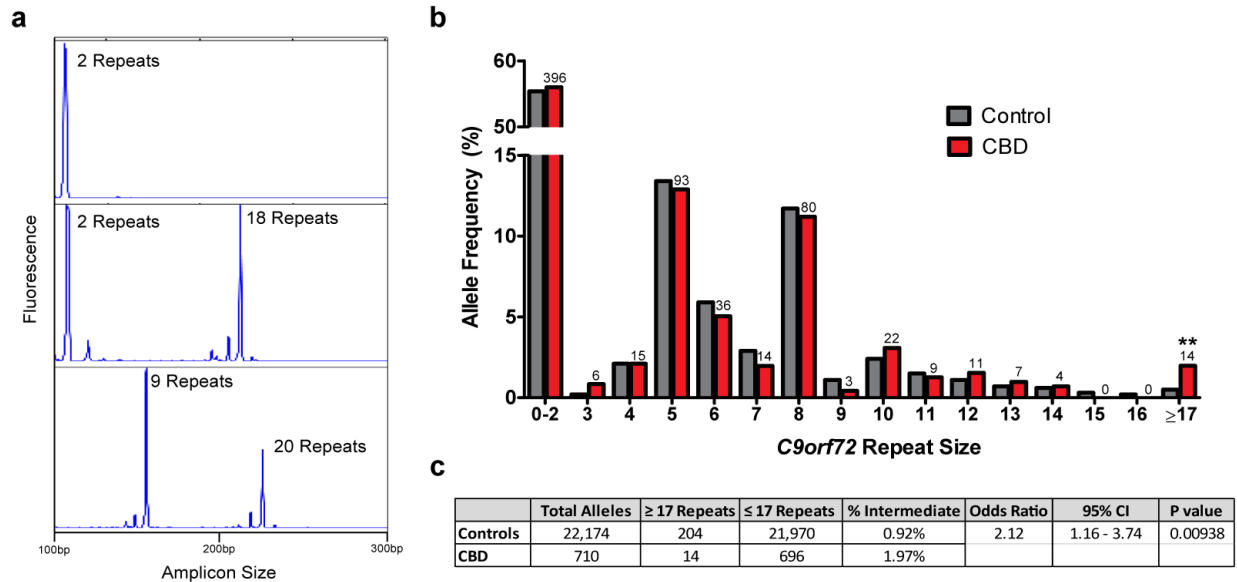 a
2 Repeats
2 Repeats
18 Repeats
9 Repeats
20 Repeats
Fluorescence
100bp 200bp 300bp
Amplicon Size
b
60
50
15
10
5
0
Allele Frequency (%)
Control
CBD
396
6
15
93
36
14
80
3
22
9
11
7
4
0
0
**
14
0-2 3 4 5 6 7 8 9 10 11 12 13 14 15 16 ≥17
C9orf72 Repeat Size
c
Total Alleles ≥ 17 Repeats ≤ 17 Repeats % Intermediate Odds Ratio 95% CI P value
Controls 22,174 204 21,970 0.92% 2.12 1.16 - 3.74 0.00938
CBD 710 14 696 1.97%